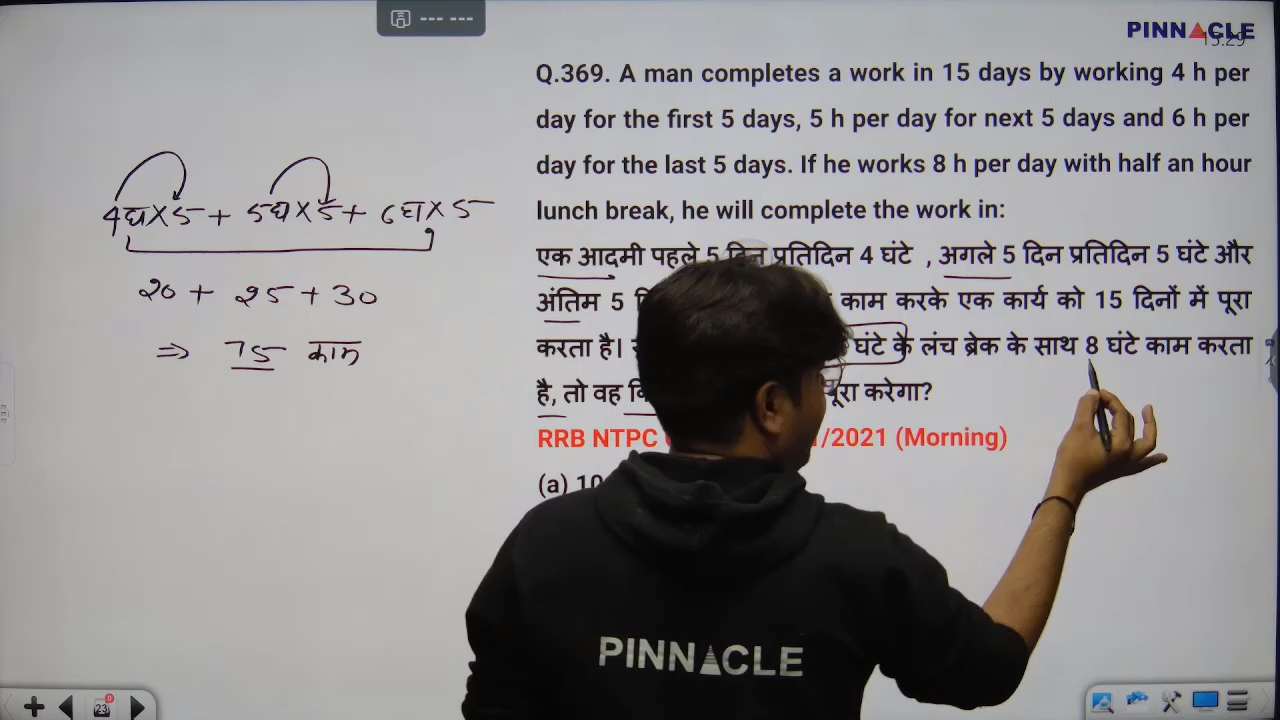 --- ---
PINNACLE
15:29
Q.369. A man completes a work in 15 days by working 4 h per
day for the first 5 days, 5 h per day for next 5 days and 6 h per
day for the last 5 days. If he works 8 h per day with half an hour
lunch break, he will complete the work in:
एक आदमी पहले 5 दिन प्रतिदिन 4 घंटे , अगले 5 दिन प्रतिदिन 5 घंटे और
अंतिम 5 काम करके एक कार्य को 15 दिनों में पूरा
करता है। घंटे के लंच ब्रेक के साथ 8 घंटे काम करता
है, तो वह पूरा करेगा?
RRB NTPC /2021 (Morning)
(a) 10
4घ×5 + 5घ×5 + 6घ×5
20 + 25 + 30
⇒ 75 काम
PINNACLE
23